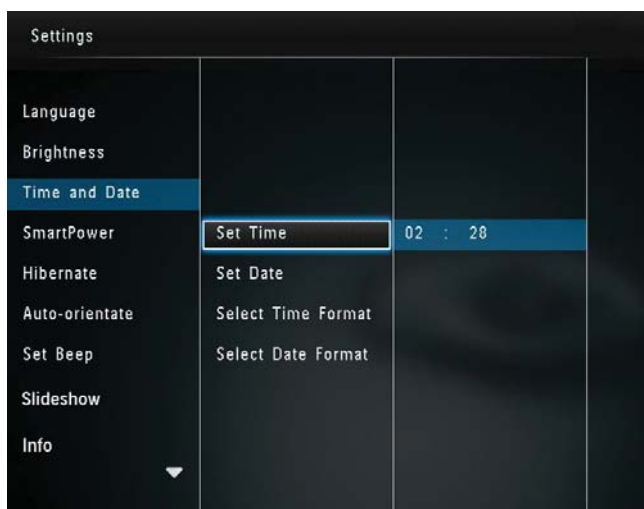 Settings
Language
Brightness
Time and Date
SmartPower
Hibernate
Auto-orientate
Set Beep
Slideshow
Info
Set Time
Set Date
Select Time Format
Select Date Format
02 : 28